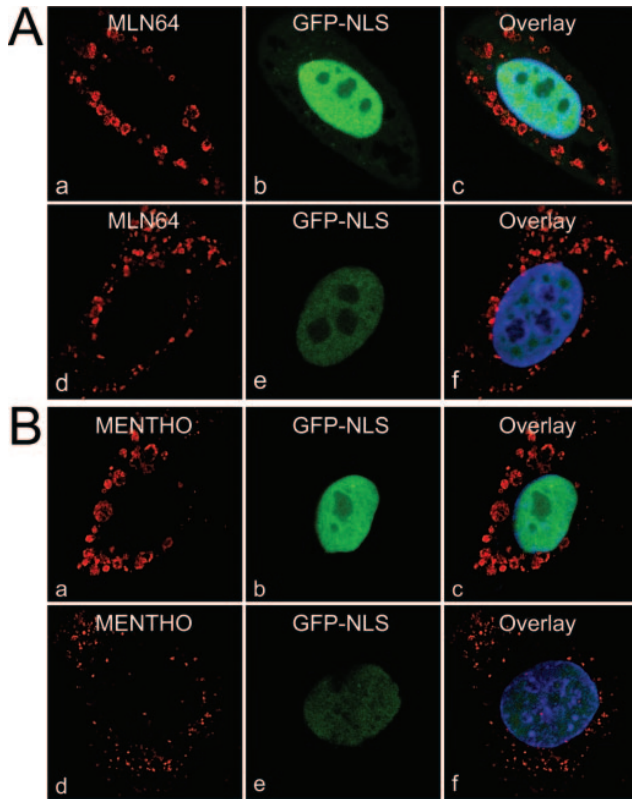 A
MLN64 GFP-NLS Overlay
a b c
MLN64 GFP-NLS Overlay
d e f
B
MENTHO GFP-NLS Overlay
a b c
MENTHO GFP-NLS Overlay
d e f